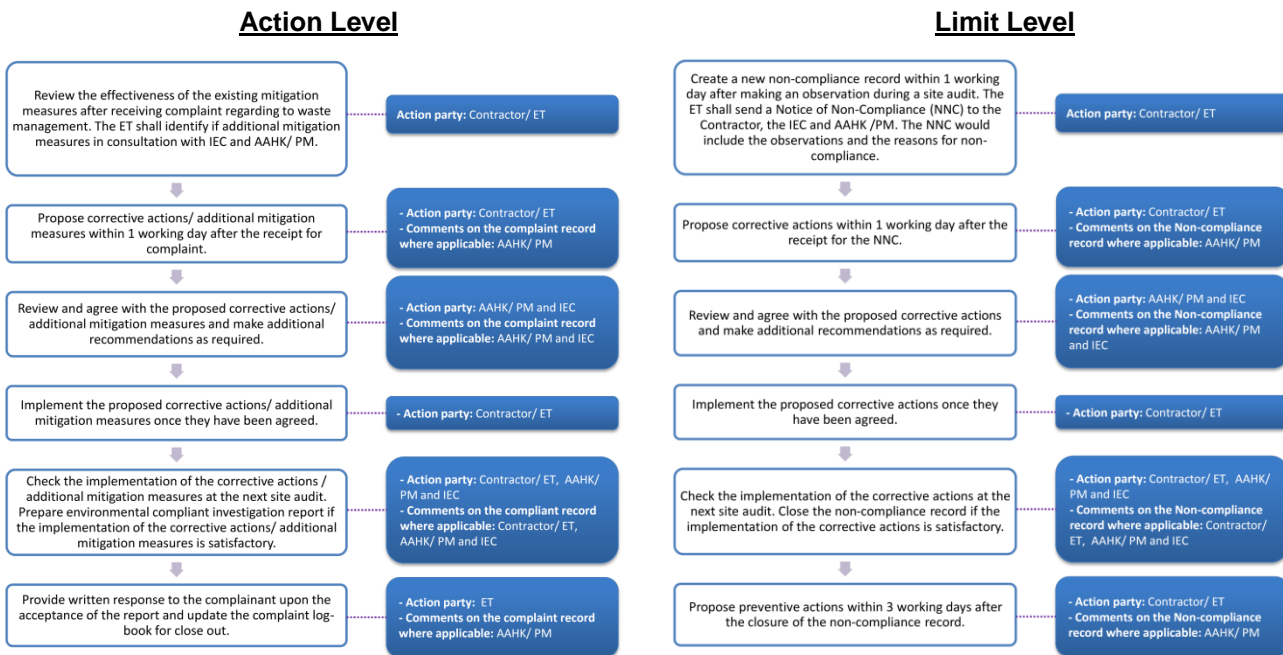 Action Level
Review the effectiveness of the existing mitigation
measures after receiving complaint regarding to waste
management. The ET shall identify if additional mitigation
measures in consultation with IEC and AAHK/ PM.
Action party: Contractor/ ET
Propose corrective actions/ additional mitigation
measures within 1 working day after the receipt for
complaint.
- Action party: Contractor/ ET
- Comments on the complaint record
where applicable: AAHK/ PM
Review and agree with the proposed corrective actions/
additional mitigation measures and make additional
recommendations as required.
- Action party: AAHK/ PM and IEC
- Comments on the complaint record
where applicable: AAHK/ PM and IEC
Implement the proposed corrective actions/ additional
mitigation measures once they have been agreed.
- Action party: Contractor/ ET
Check the implementation of the corrective actions /
additional mitigation measures at the next site audit.
Prepare environmental compliant investigation report if
the implementation of the corrective actions/ additional
mitigation measures is satisfactory.
- Action party: Contractor/ ET, AAHK/
PM and IEC
- Comments on the compliant record
where applicable: Contractor/ ET,
AAHK/ PM and IEC
Provide written response to the complainant upon the
acceptance of the report and update the complaint log-
book for close out.
- Action party: ET
- Comments on the complaint record
where applicable: AAHK/ PM
Limit Level
Create a new non-compliance record within 1 working
day after making an observation during a site audit. The
ET shall send a Notice of Non-Compliance (NNC) to the
Contractor, the IEC and AAHK /PM. The NNC would
include the observations and the reasons for non-
compliance.
Action party: Contractor/ ET
Propose corrective actions within 1 working day after the
receipt for the NNC.
- Action party: Contractor/ ET
- Comments on the Non-compliance
record where applicable: AAHK/ PM
Review and agree with the proposed corrective actions
and make additional recommendations as required.
- Action party: AAHK/ PM and IEC
- Comments on the Non-compliance
record where applicable: AAHK/ PM
and IEC
Implement the proposed corrective actions once they
have been agreed.
- Action party: Contractor/ ET
Check the implementation of the corrective actions at the
next site audit. Close the non-compliance record if the
implementation of the corrective actions is satisfactory.
- Action party: Contractor/ ET, AAHK/
PM and IEC
- Comments on the Non-compliance
record where applicable: Contractor/
ET, AAHK/ PM and IEC
Propose preventive actions within 3 working days after
the closure of the non-compliance record.
- Action party: Contractor/ ET
- Comments on the Non-compliance
record where applicable: AAHK/ PM